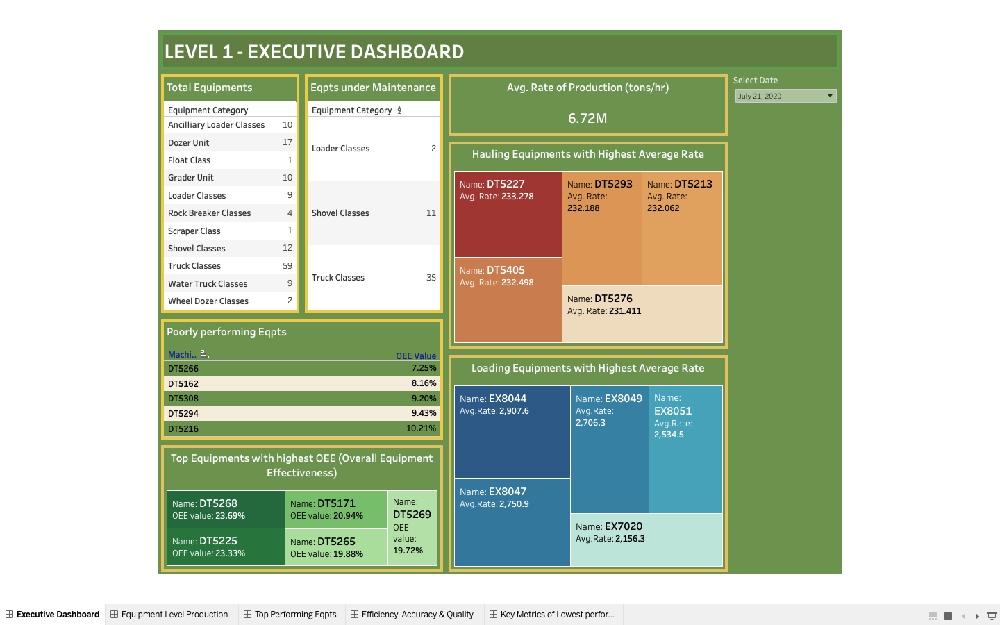 LEVEL 1 - EXECUTIVE DASHBOARD
Total Equipments
Equipment Category
Ancilliary Loader Classes 10
Dozer Unit 17
Float Class 1
Grader Unit 10
Loader Classes 9
Rock Breaker Classes 4
Scraper Class 1
Shovel Classes 12
Truck Classes 59
Water Truck Classes 9
Wheel Dozer Classes 2
Eqpts under Maintenance
Equipment Category
Loader Classes 2
Shovel Classes 11
Truck Classes 35
Avg. Rate of Production (tons/hr)
6.72M
Select Date
July 21, 2020
Hauling Equipments with Highest Average Rate
Name: DT5227
Avg. Rate: 233.278
Name: DT5405
Avg. Rate: 232.498
Name: DT5293
Avg. Rate:
232.188
Name: DT5213
Avg. Rate:
232.062
Name: DT5276
Avg. Rate: 231.411
Poorly performing Eqpts
Machi.. OEE Value
DT5266 7.25%
DT5162 8.16%
DT5308 9.20%
DT5294 9.43%
DT5216 10.21%
Top Equipments with highest OEE (Overall Equipment
Effectiveness)
Name: DT5268
OEE value: 23.69%
Name: DT5225
OEE value: 23.33%
Name: DT5171
OEE value: 20.94%
Name: DT5265
OEE value: 19.88%
Name:
DT5269
OEE
value:
19.72%
Loading Equipments with Highest Average Rate
Name: EX8044
Avg.Rate: 2,907.6
Name: EX8047
Avg.Rate: 2,750.9
Name: EX8049
Avg.Rate:
2,706.3
Name:
EX8051
Avg.Rate:
2,534.5
Name: EX7020
Avg.Rate: 2,156.3
Executive Dashboard
Equipment Level Production
Top Performing Eqpts
Efficiency, Accuracy & Quality
Key Metrics of Lowest perfor...